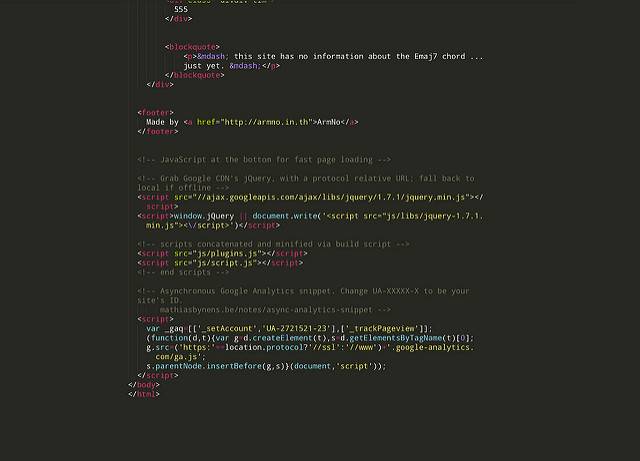 555
</div>
<blockquote>
<p>&mdash; this site has no information about the Emaj7 chord ...
just yet. &mdash;</p>
</blockquote>
</div>
<footer>
Made by <a href="http://armno.in.th">ArmNo</a>
</footer>
<!-- JavaScript at the bottom for fast page loading -->
<!-- Grab Google CDN's jQuery, with a protocol relative URL; fall back to
local if offline -->
<script src="//ajax.googleapis.com/ajax/libs/jquery/1.7.1/jquery.min.js"></
script>
<script>window.jQuery || document.write('<script src="js/libs/jquery-1.7.1.
min.js"><\/script>')</script>
<!-- scripts concatenated and minified via build script -->
<script src="js/plugins.js"></script>
<script src="js/script.js"></script>
<!-- end scripts -->
<!-- Asynchronous Google Analytics snippet. Change UA-XXXXX-X to be your
site's ID.
mathiasbynens.be/notes/async-analytics-snippet -->
<script>
var _gaq=[['_setAccount','UA-2721521-23'],['_trackPageview']];
(function(d,t){var g=d.createElement(t),s=d.getElementsByTagName(t)[0];
g.src=('https:'==location.protocol?'//ssl':'//www')+'.google-analytics.
com/ga.js';
s.parentNode.insertBefore(g,s)}(document,'script'));
</script>
</body>
</html>